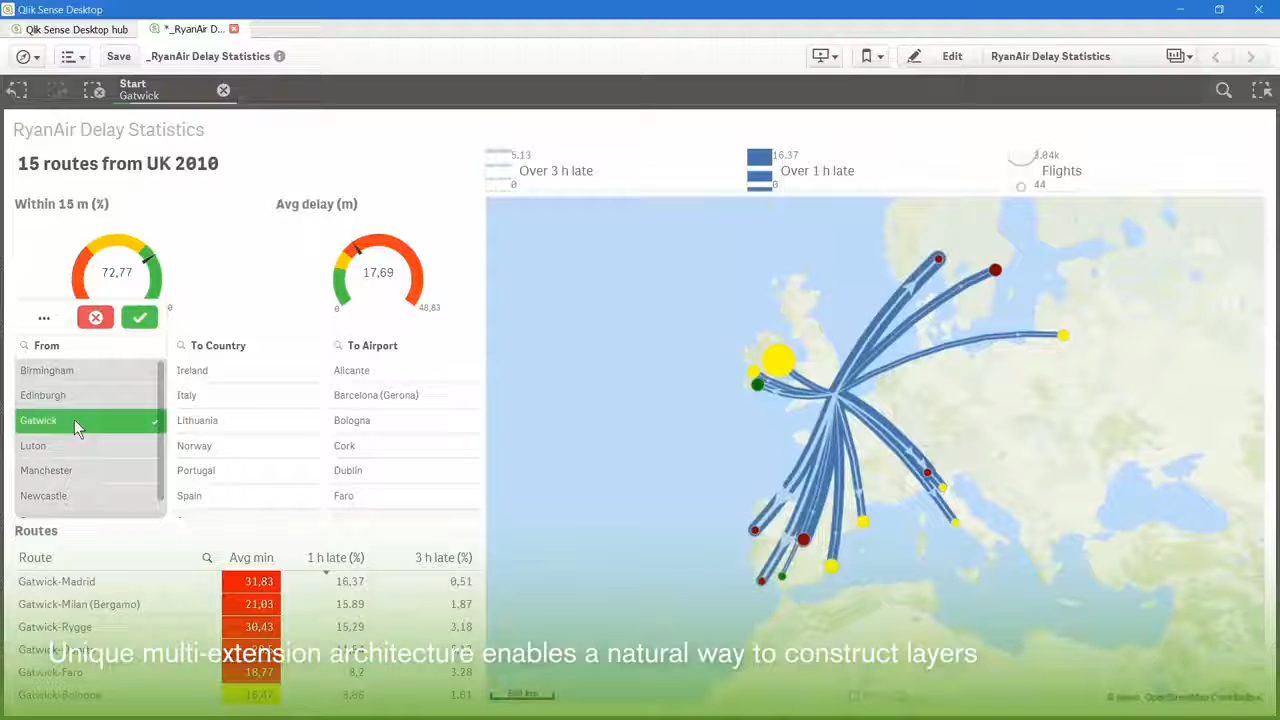 Qlik Sense Desktop
Qlik Sense Desktop hub
*_RyanAir D...
Save
_RyanAir Delay Statistics
Edit
RyanAir Delay Statistics
Start
Gatwick
RyanAir Delay Statistics
15 routes from UK 2010
5.13
Over 3 h late
0
16.37
Over 1 h late
0
3.04k
Flights
44
Within 15 m (%)
Avg delay (m)
72,77
0
17,69
0
48,83
...
From
To Country
To Airport
Birmingham
Ireland
Alicante
Edinburgh
Italy
Barcelona (Gerona)
Gatwick
Lithuania
Bologna
Luton
Norway
Cork
Manchester
Portugal
Dublin
Newcastle
Spain
Faro
Routes
Route
Avg min
1 h late (%)
3 h late (%)
Gatwick-Madrid
31,83
16,37
0,51
Gatwick-Milan (Bergamo)
21,03
15,89
1,87
Gatwick-Rygge
30,43
15,29
3,18
Unique multi-extension architecture enables a natural way to construct layers
Gatwick-Faro
18,77
8,2
3,28
Gatwick-Bologna